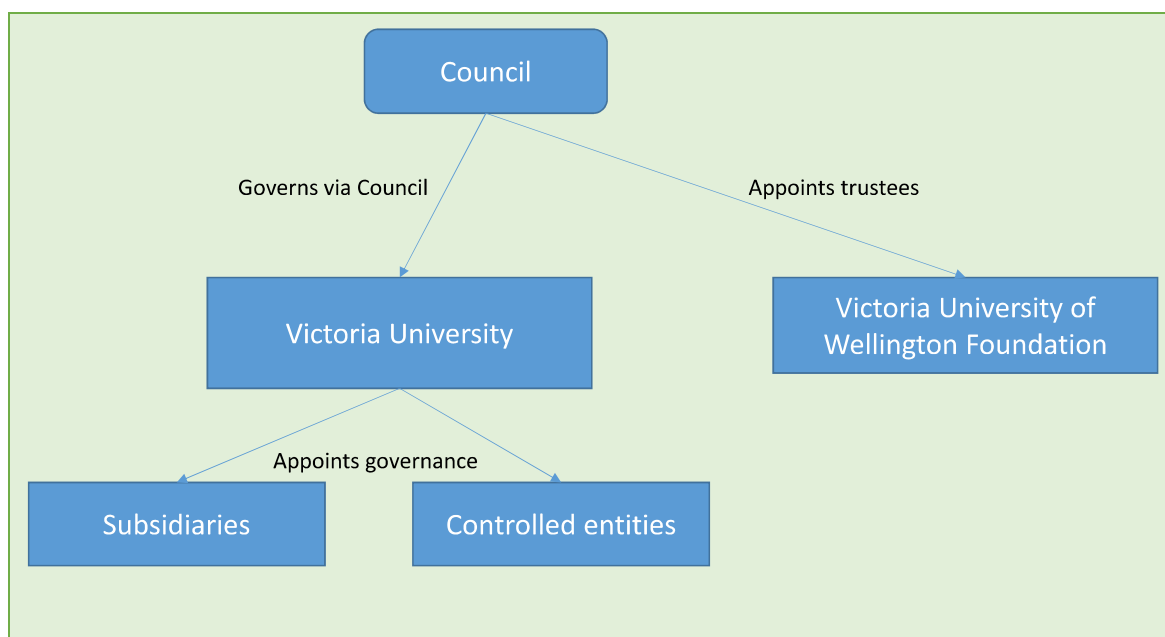 Council
Governs via Council
Appoints trustees
Victoria University
Victoria University of
Wellington Foundation
Appoints governance
Subsidiaries
Controlled entities